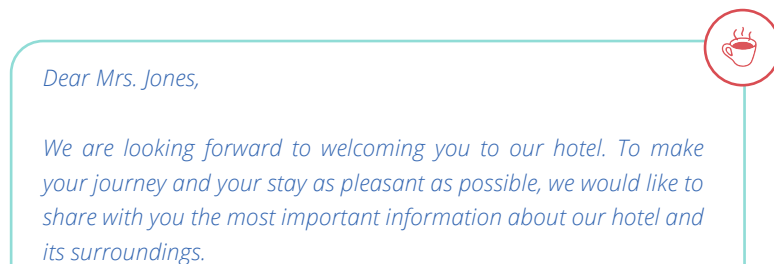 Dear Mrs. Jones,
We are looking forward to welcoming you to our hotel. To make
your journey and your stay as pleasant as possible, we would like to
share with you the most important information about our hotel and
its surroundings.